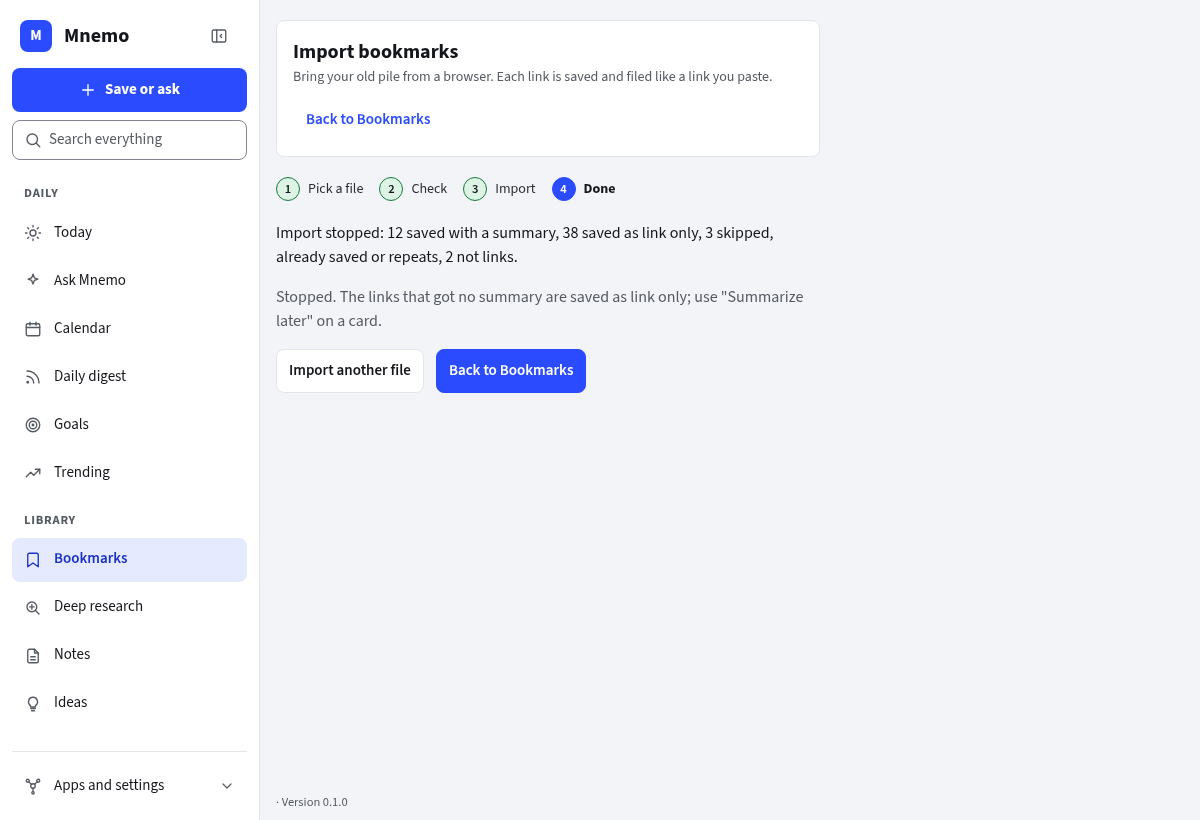 M Mnemo
Save or ask
Search everything
DAILY
Today
Ask Mnemo
Calendar
Daily digest
Goals
Trending
LIBRARY
Bookmarks
Deep research
Notes
Ideas
Apps and settings
Import bookmarks
Bring your old pile from a browser. Each link is saved and filed like a link you paste.
Back to Bookmarks
1 Pick a file 2 Check 3 Import 4 Done
Import stopped: 12 saved with a summary, 38 saved as link only, 3 skipped,
already saved or repeats, 2 not links.
Stopped. The links that got no summary are saved as link only; use "Summarize
later" on a card.
Import another file Back to Bookmarks
· Version 0.1.0